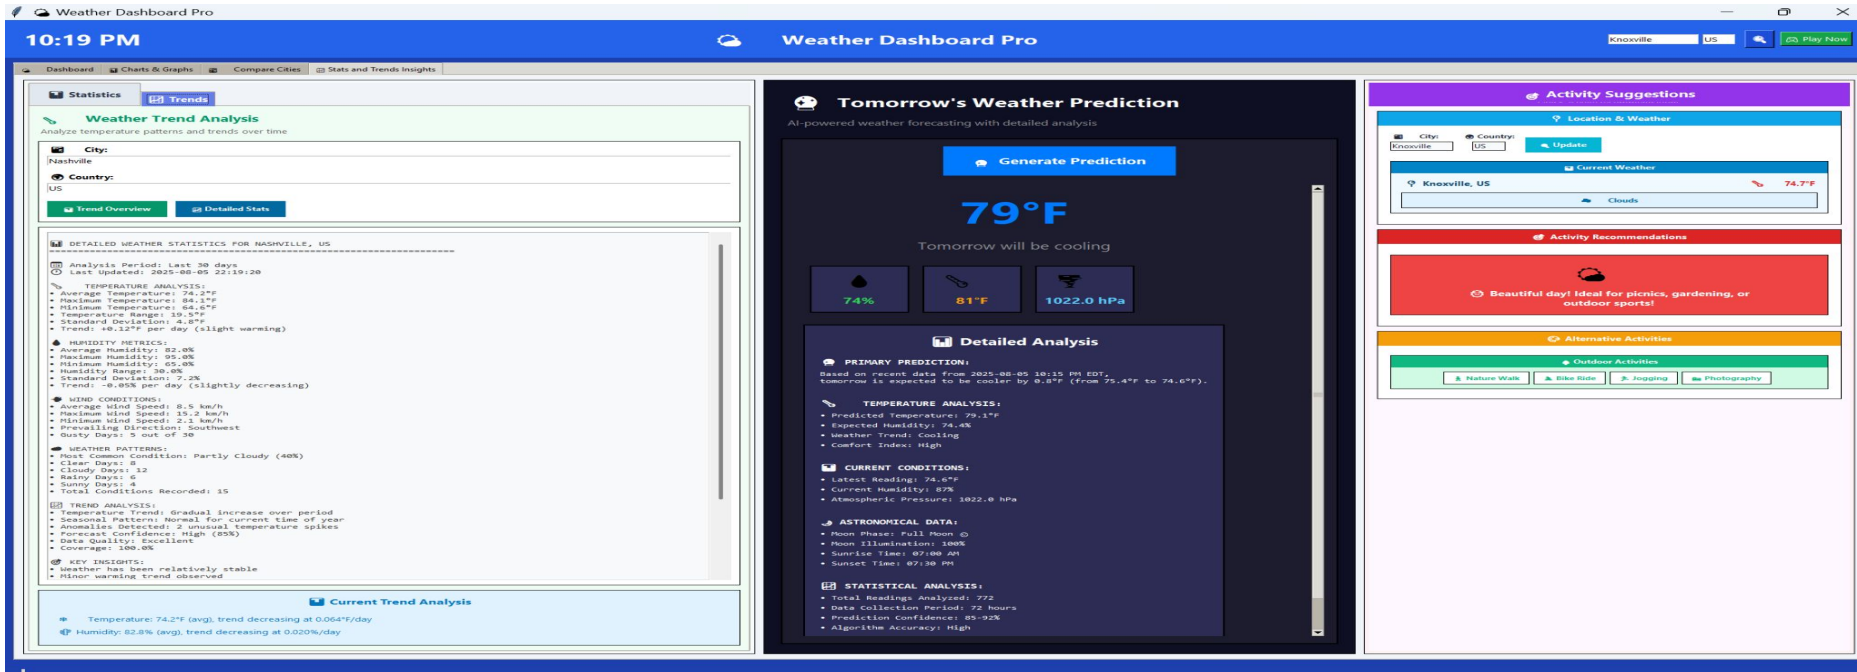 Weather Dashboard Pro
10:19 PM
Weather Dashboard Pro
Knoxville
US
Play Now
Dashboard
Charts & Graphs
Compare Cities
Stats and Trends Insights
Statistics
Trends
Weather Trend Analysis
Analyze temperature patterns and trends over time
City:
Nashville
Country:
US
Trend Overview
Detailed Stats
DETAILED WEATHER STATISTICS FOR NASHVILLE, US
Analysis Period: Last 30 days
Last Updated: 2025-08-05 22:19:20
TEMPERATURE ANALYSIS:
• Average Temperature: 74.2°F
• Maximum Temperature: 84.1°F
• Minimum Temperature: 64.6°F
• Temperature Range: 19.5°F
• Standard Deviation: 4.8°F
• Trend: +0.12°F per day (slight warming)
HUMIDITY METRICS:
• Average Humidity: 82.0%
• Maximum Humidity: 95.0%
• Minimum Humidity: 65.0%
• Humidity Range: 30.0%
• Standard Deviation: 7.2%
• Trend: -0.05% per day (slightly decreasing)
WIND CONDITIONS:
• Average Wind Speed: 8.5 km/h
• Maximum Wind Speed: 15.2 km/h
• Minimum Wind Speed: 2.1 km/h
• Prevailing Direction: Southwest
• Gusty Days: 5 out of 30
WEATHER PATTERNS:
• Most Common Condition: Partly Cloudy (40%)
• Clear Days: 8
• Cloudy Days: 12
• Rainy Days: 6
• Sunny Days: 4
• Total Conditions Recorded: 15
TREND ANALYSIS:
• Temperature Trend: Gradual increase over period
• Seasonal Pattern: Normal for current time of year
• Anomalies Detected: 2 unusual temperature spikes
• Forecast Confidence: High (85%)
• Data Quality: Excellent
• Coverage: 100.0%
KEY INSIGHTS:
• Weather has been relatively stable
• Minor warming trend observed
Current Trend Analysis
Temperature: 74.2°F (avg), trend decreasing at 0.064°F/day
Humidity: 82.8% (avg), trend decreasing at 0.020%/day
Tomorrow's Weather Prediction
AI-powered weather forecasting with detailed analysis
Generate Prediction
79°F
Tomorrow will be cooling
74%
81°F
1022.0 hPa
Detailed Analysis
PRIMARY PREDICTION:
Based on recent data from 2025-08-05 10:15 PM EDT,
tomorrow is expected to be cooler by 0.8°F (from 75.4°F to 74.6°F).
TEMPERATURE ANALYSIS:
• Predicted Temperature: 79.1°F
• Expected Humidity: 74.4%
• Weather Trend: Cooling
• Comfort Index: High
CURRENT CONDITIONS:
• Latest Reading: 74.6°F
• Current Humidity: 87%
• Atmospheric Pressure: 1022.0 hPa
ASTRONOMICAL DATA:
• Moon Phase: Full Moon
• Moon Illumination: 100%
• Sunrise Time: 07:00 AM
• Sunset Time: 07:30 PM
STATISTICAL ANALYSIS:
• Total Readings Analyzed: 772
• Data Collection Period: 72 hours
• Prediction Confidence: 85-92%
• Algorithm Accuracy: High
Activity Suggestions
Location & Weather
City:
Country:
Knoxville
US
Update
Current Weather
Knoxville, US
74.7°F
Clouds
Activity Recommendations
Beautiful day! Ideal for picnics, gardening, or
outdoor sports!
Alternative Activities
Outdoor Activities
Nature Walk
Bike Ride
Jogging
Photography